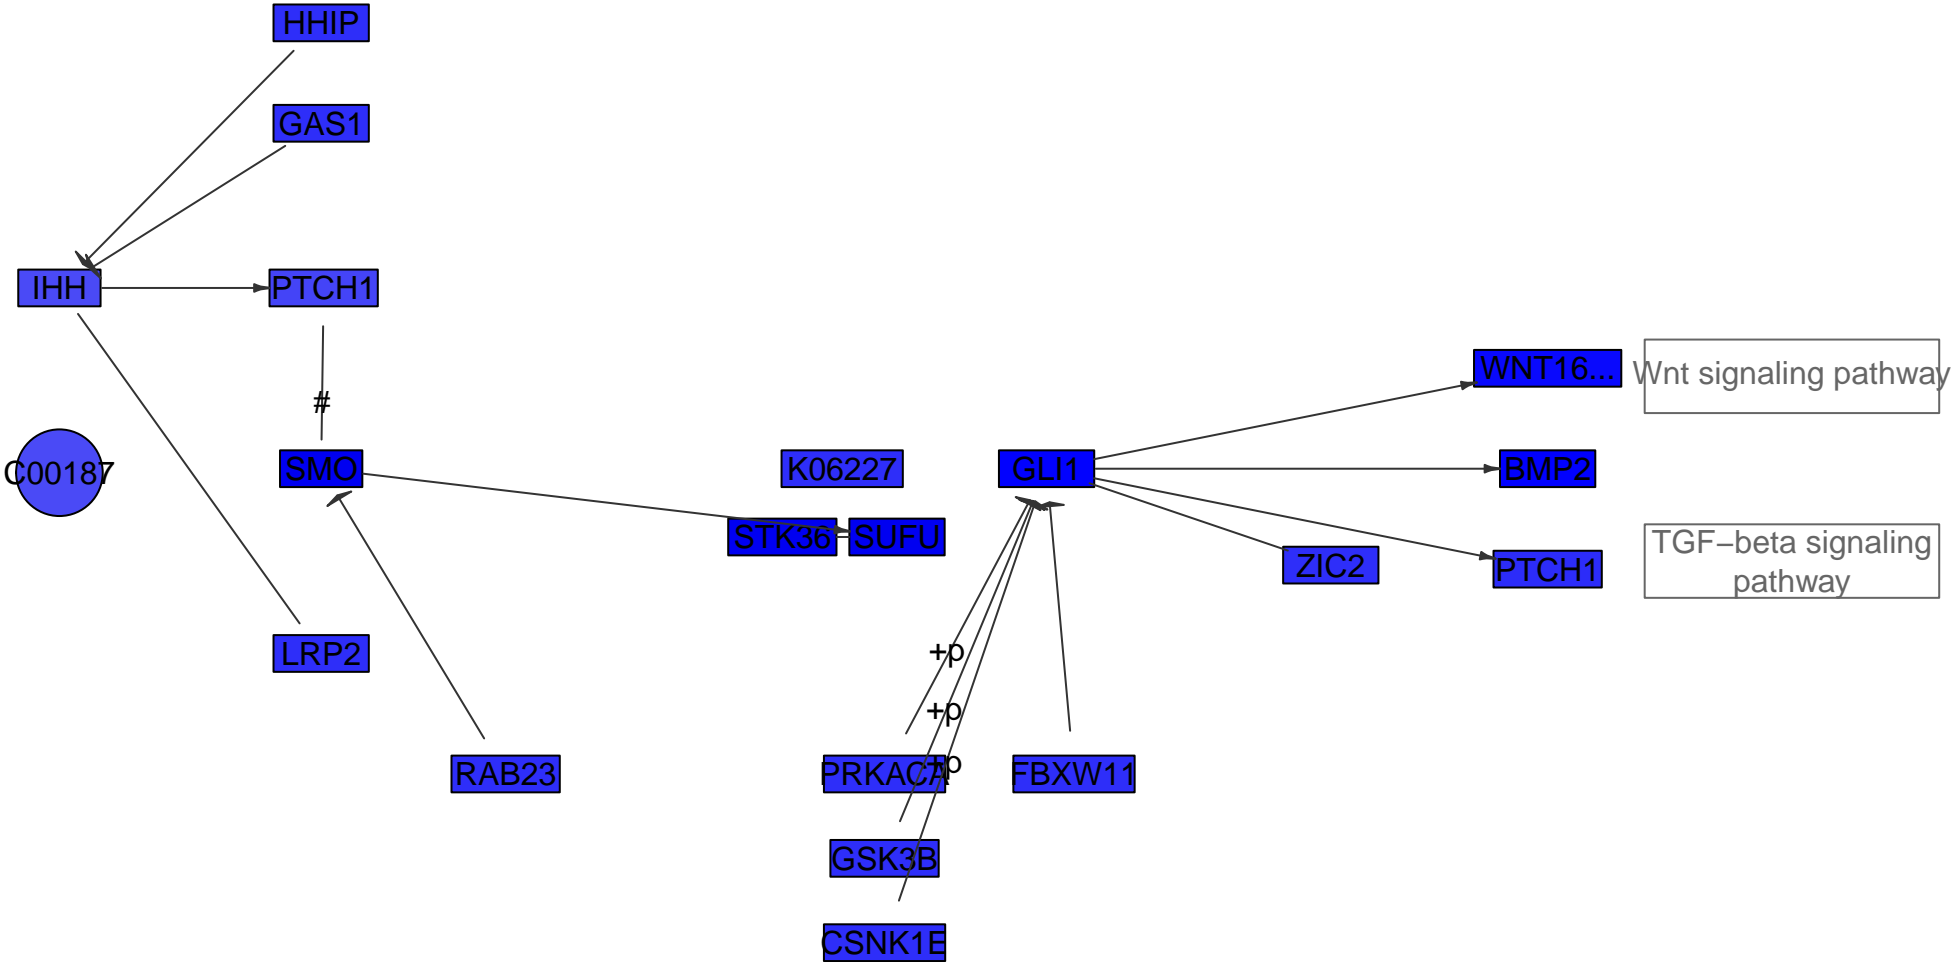 HHIP
GAS1
IHH
PTCH1
#
WNT16...
Wnt signaling pathway
C00187
SMO
K06227
GLI1
BMP2
STK36
SUFU
ZIC2
PTCH1
TGF−beta signaling
pathway
LRP2
+p
+p
+p
RAB23
PRKACA
FBXW11
GSK3B
CSNK1E